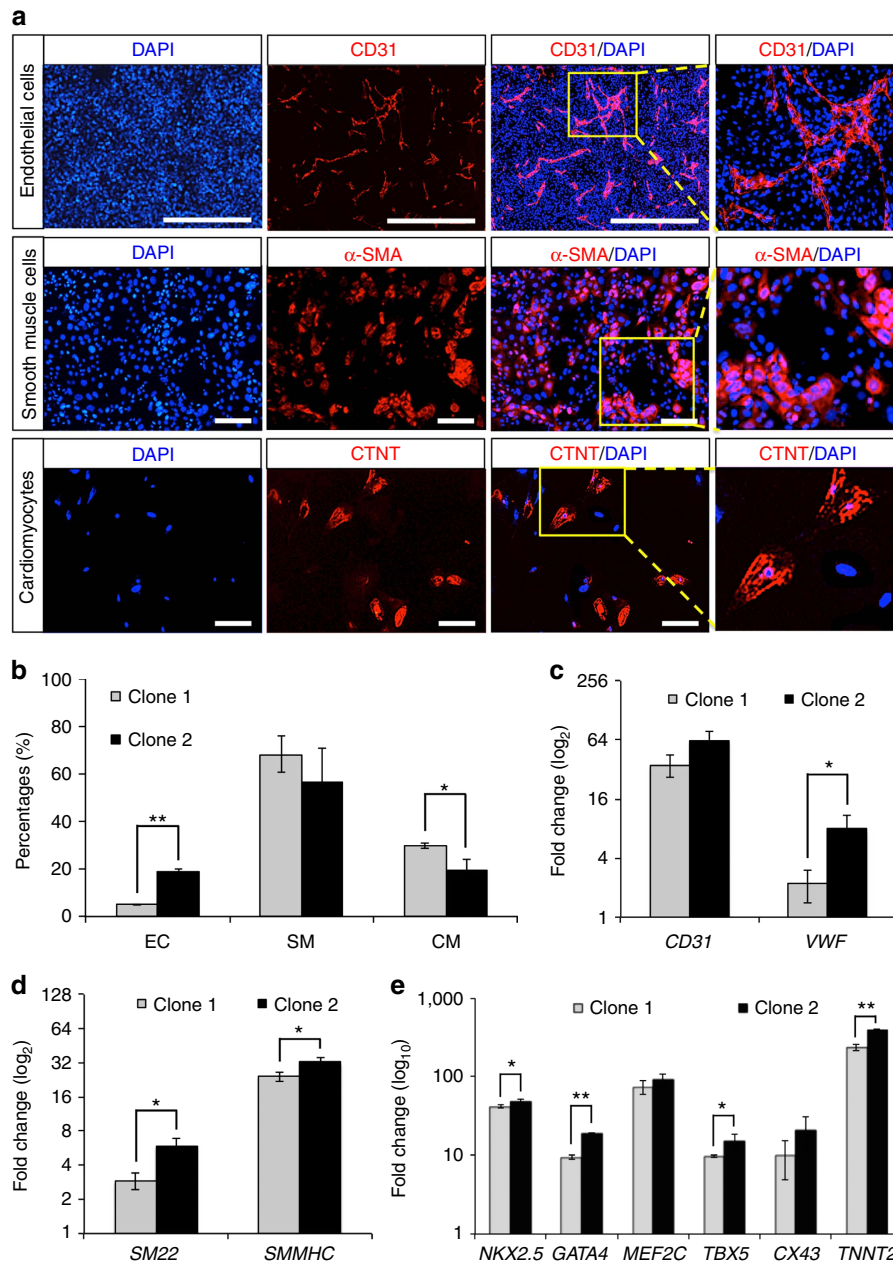 a
DAPI CD31 CD31/DAPI CD31/DAPI
Endothelial cells
DAPI α-SMA α-SMA/DAPI α-SMA/DAPI
Smooth muscle cells
DAPI CTNT CTNT/DAPI CTNT/DAPI
Cardiomyocytes
b
Percentages (%)
100
80
60
40
20
0
Clone 1
Clone 2
**
*
EC SM CM
c
Fold change (log2)
256
64
16
4
1
Clone 1 Clone 2
*
CD31 VWF
d
Fold change (log2)
128
64
32
16
8
4
2
1
Clone 1 Clone 2
*
*
SM22 SMMHC
e
Fold change (log10)
1,000
100
10
1
Clone 1 Clone 2
*
**
*
**
NKX2.5 GATA4 MEF2C TBX5 CX43 TNNT2